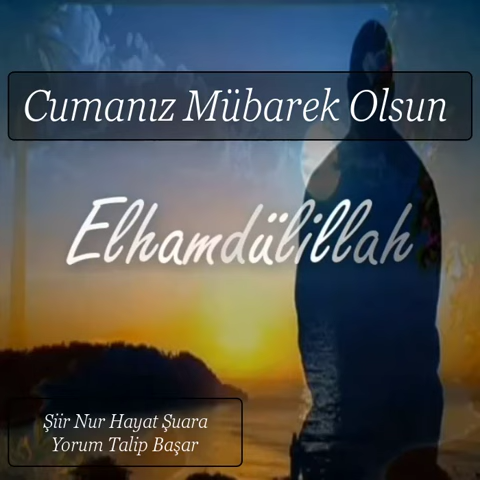 Cumanız Mübarek Olsun
Elhamdülillah
Şiir Nur Hayat Şuara
Yorum Talip Başar